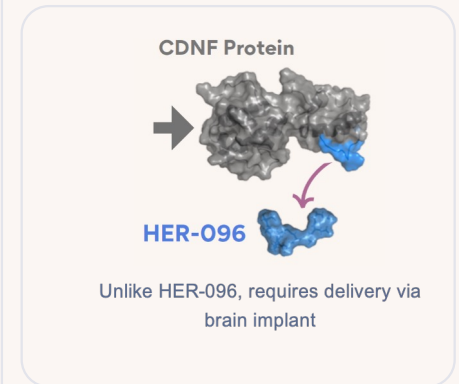 CDNF Protein
HER-096
Unlike HER-096, requires delivery via
brain implant